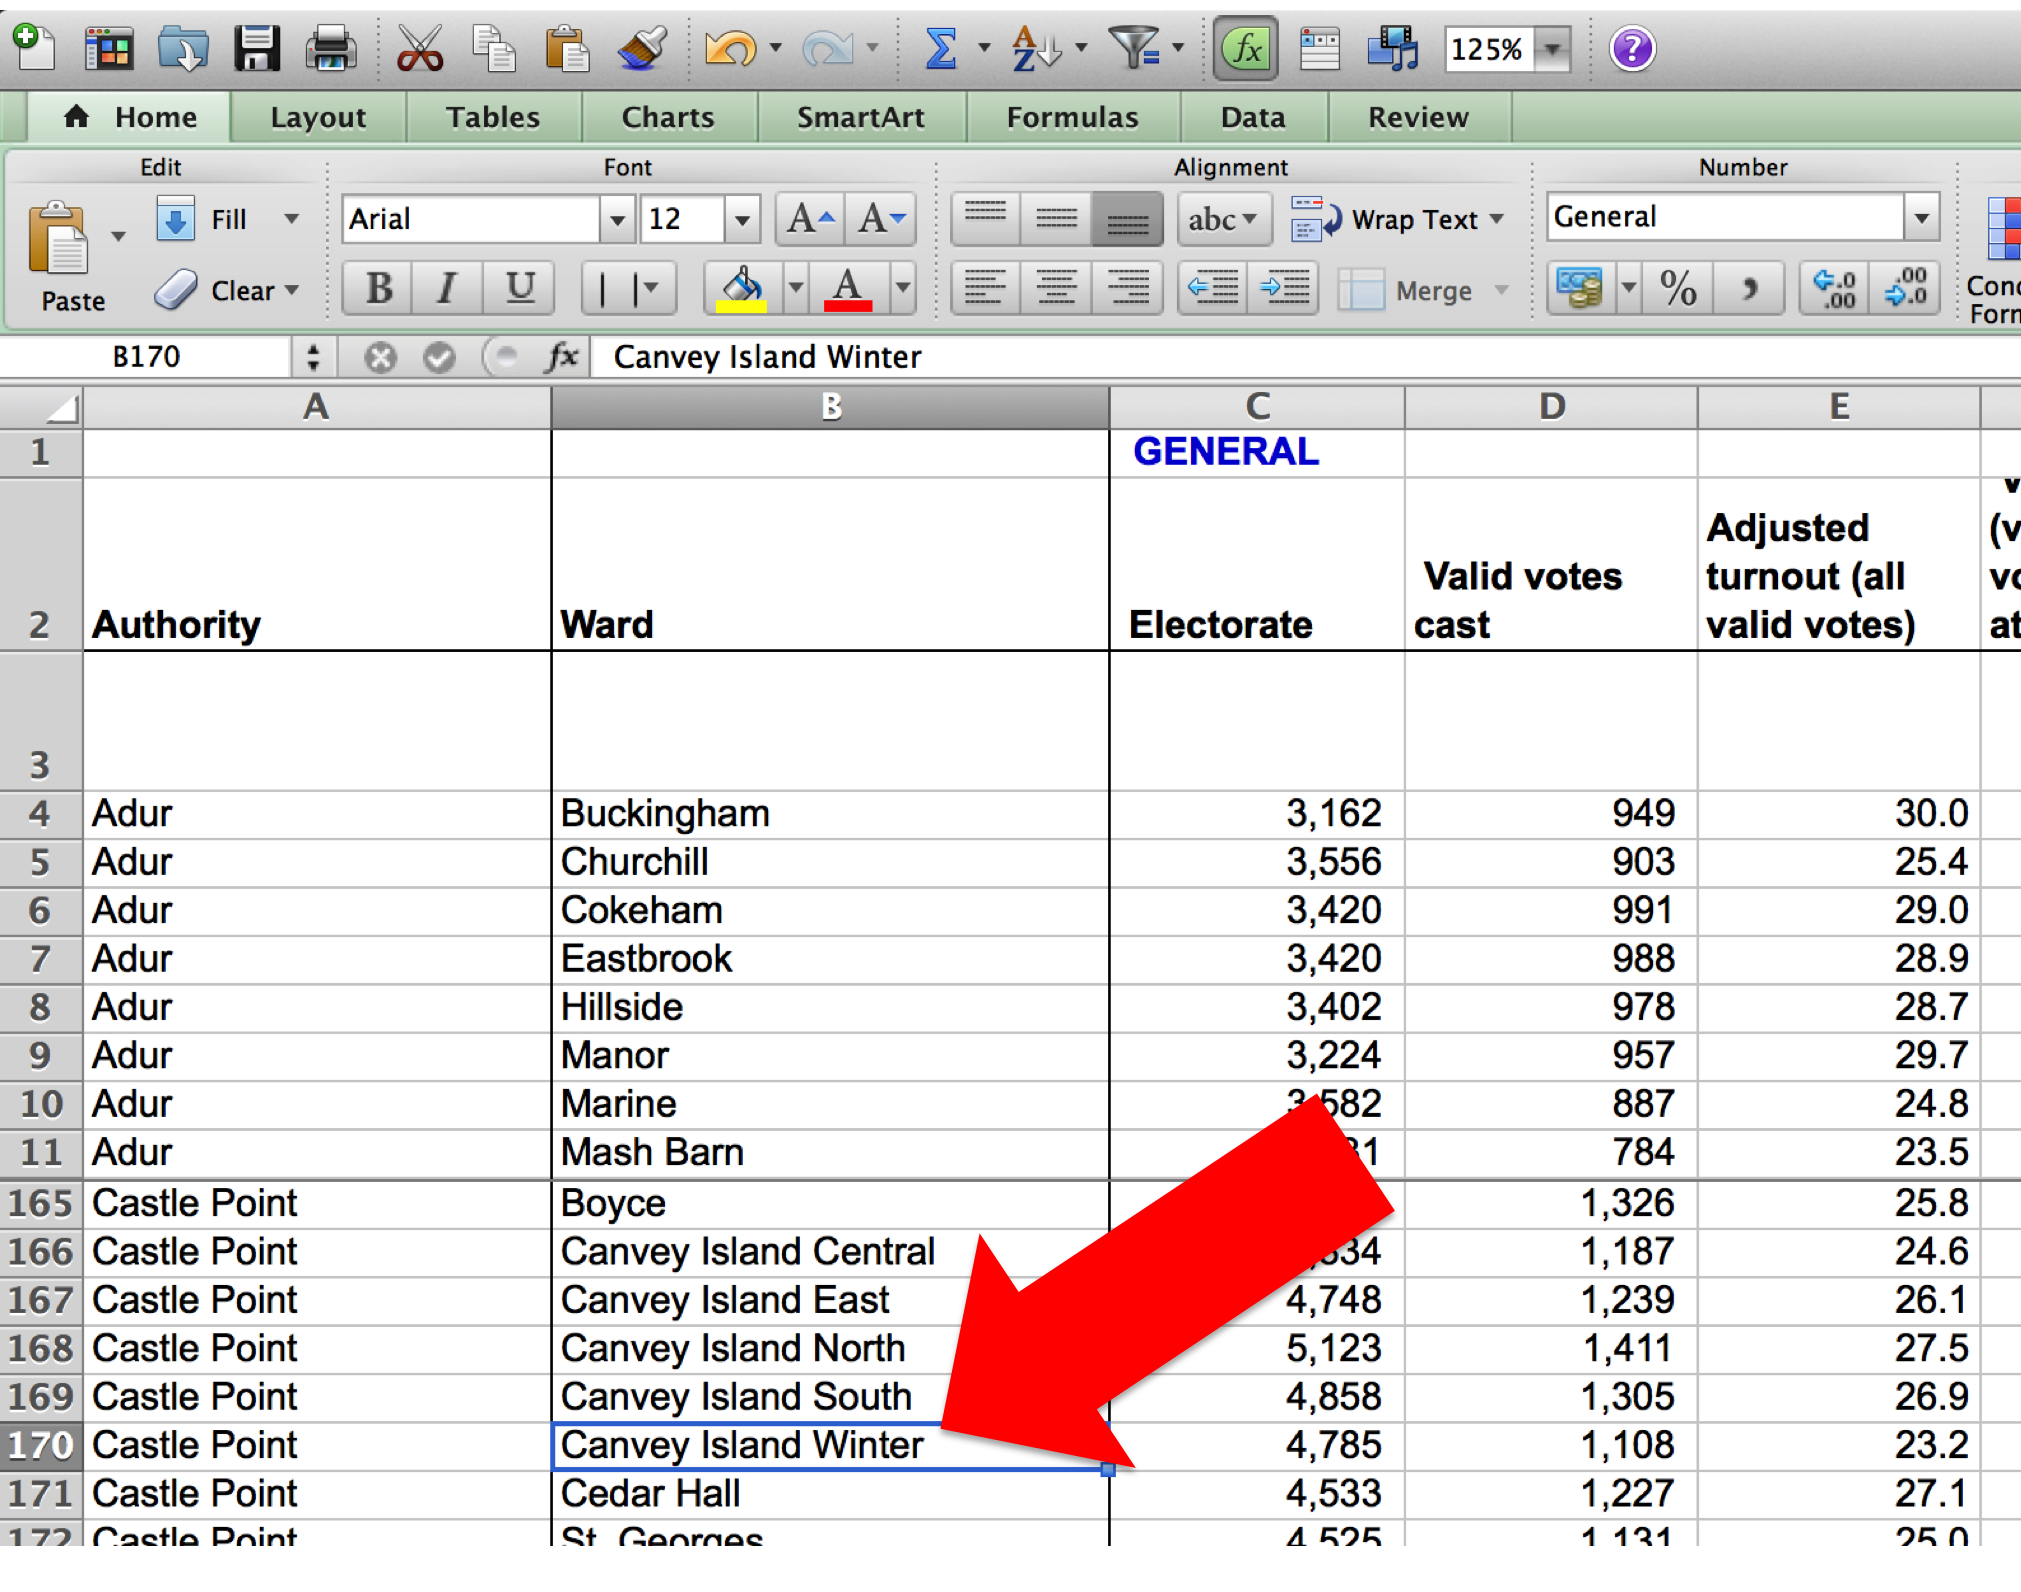 125% ?
Home Layout Tables Charts SmartArt Formulas Data Review
Edit Font Alignment Number
Fill Arial 12 A A abc Wrap Text General
Paste Clear B I U A Merge % , .0 .00 .00 .0
B170 fx Canvey Island Winter
A B C D E
1 GENERAL
2 Authority Ward Electorate Valid votes cast Adjusted turnout (all valid votes)
3
4 Adur Buckingham 3,162 949 30.0
5 Adur Churchill 3,556 903 25.4
6 Adur Cokeham 3,420 991 29.0
7 Adur Eastbrook 3,420 988 28.9
8 Adur Hillside 3,402 978 28.7
9 Adur Manor 3,224 957 29.7
10 Adur Marine 3,582 887 24.8
11 Adur Mash Barn 784 23.5
165 Castle Point Boyce 1,326 25.8
166 Castle Point Canvey Island Central 1,187 24.6
167 Castle Point Canvey Island East 4,748 1,239 26.1
168 Castle Point Canvey Island North 5,123 1,411 27.5
169 Castle Point Canvey Island South 4,858 1,305 26.9
170 Castle Point Canvey Island Winter 4,785 1,108 23.2
171 Castle Point Cedar Hall 4,533 1,227 27.1
172 Castle Point St. Georges 4,525 1,131 25.0